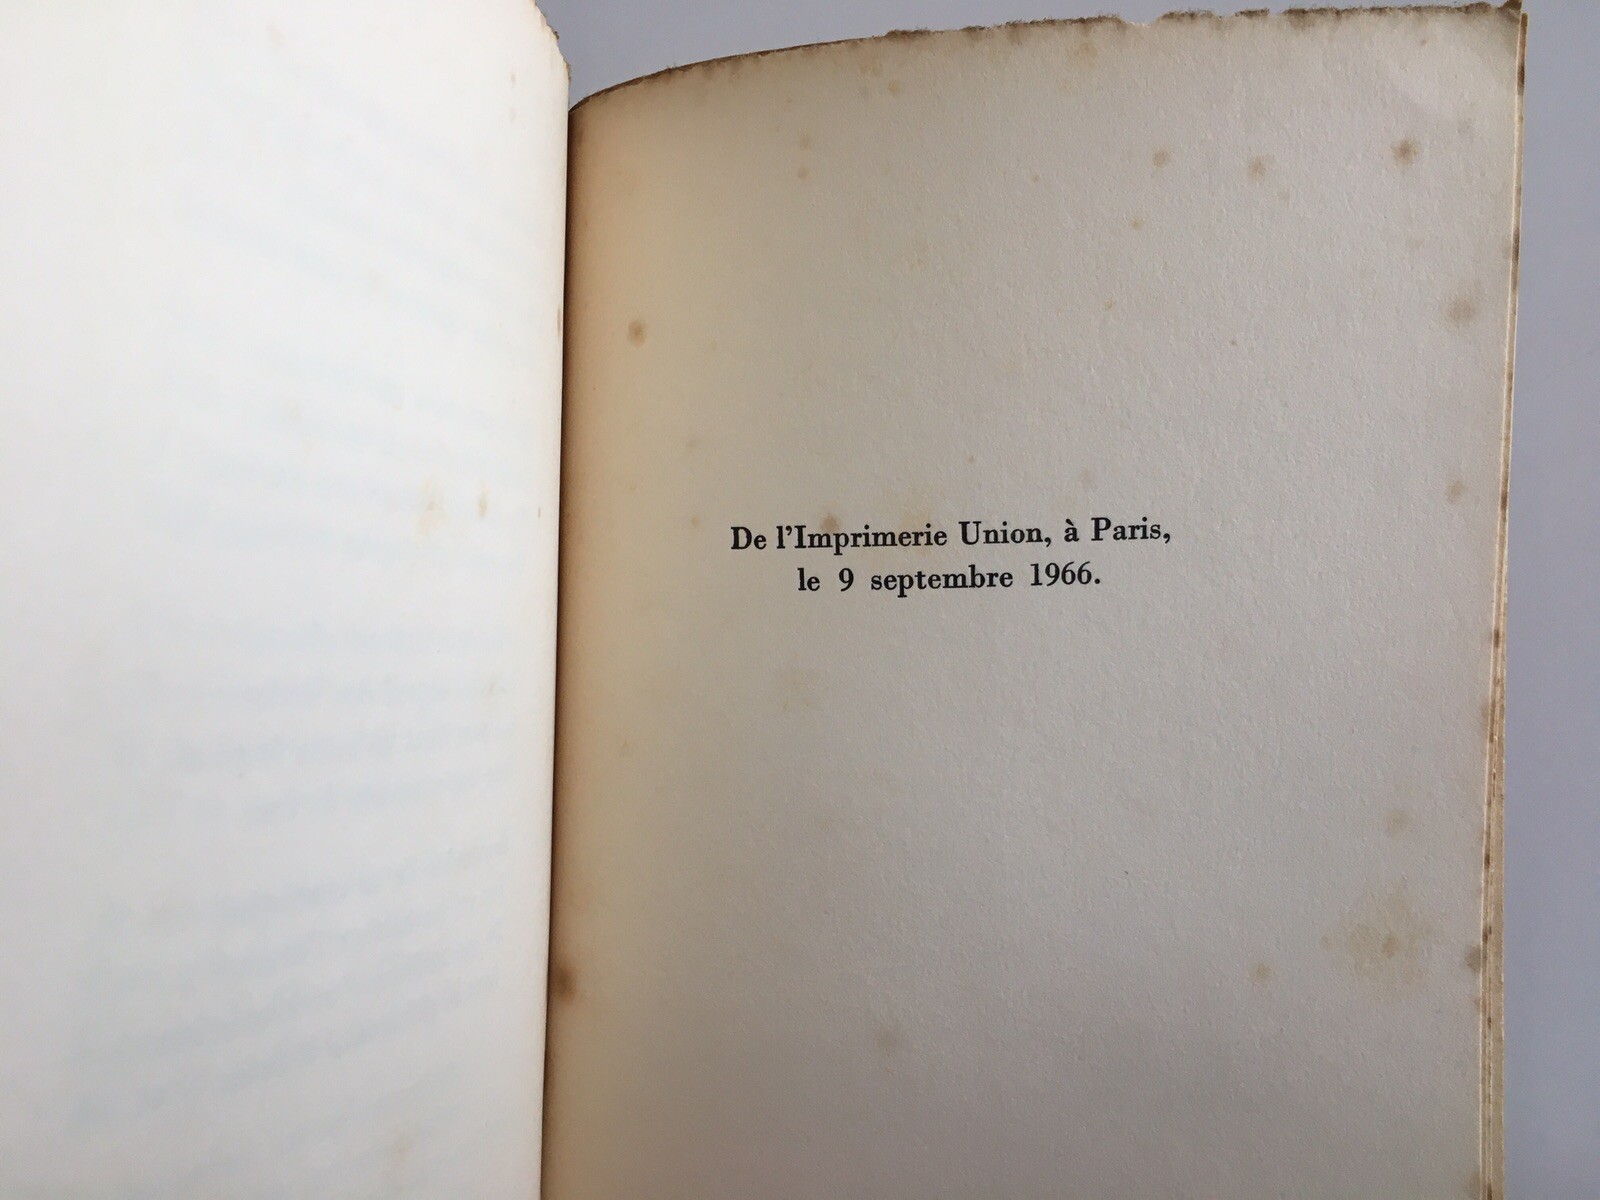 De l'Imprimerie Union, à Paris,
le 9 septembre 1966.